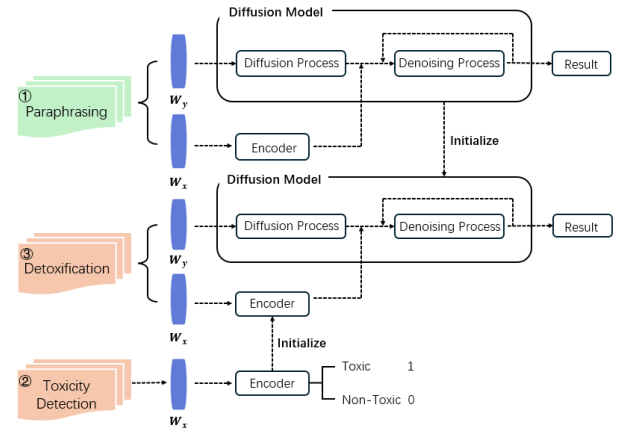 Diffusion Model
①
Paraphrasing
W_y
Diffusion Process
Denoising Process
Result
W_x
Encoder
Initialize
Diffusion Model
③
Detoxification
W_y
Diffusion Process
Denoising Process
Result
W_x
Encoder
Initialize
②
Toxicity
Detection
W_x
Encoder
Toxic 1
Non-Toxic 0